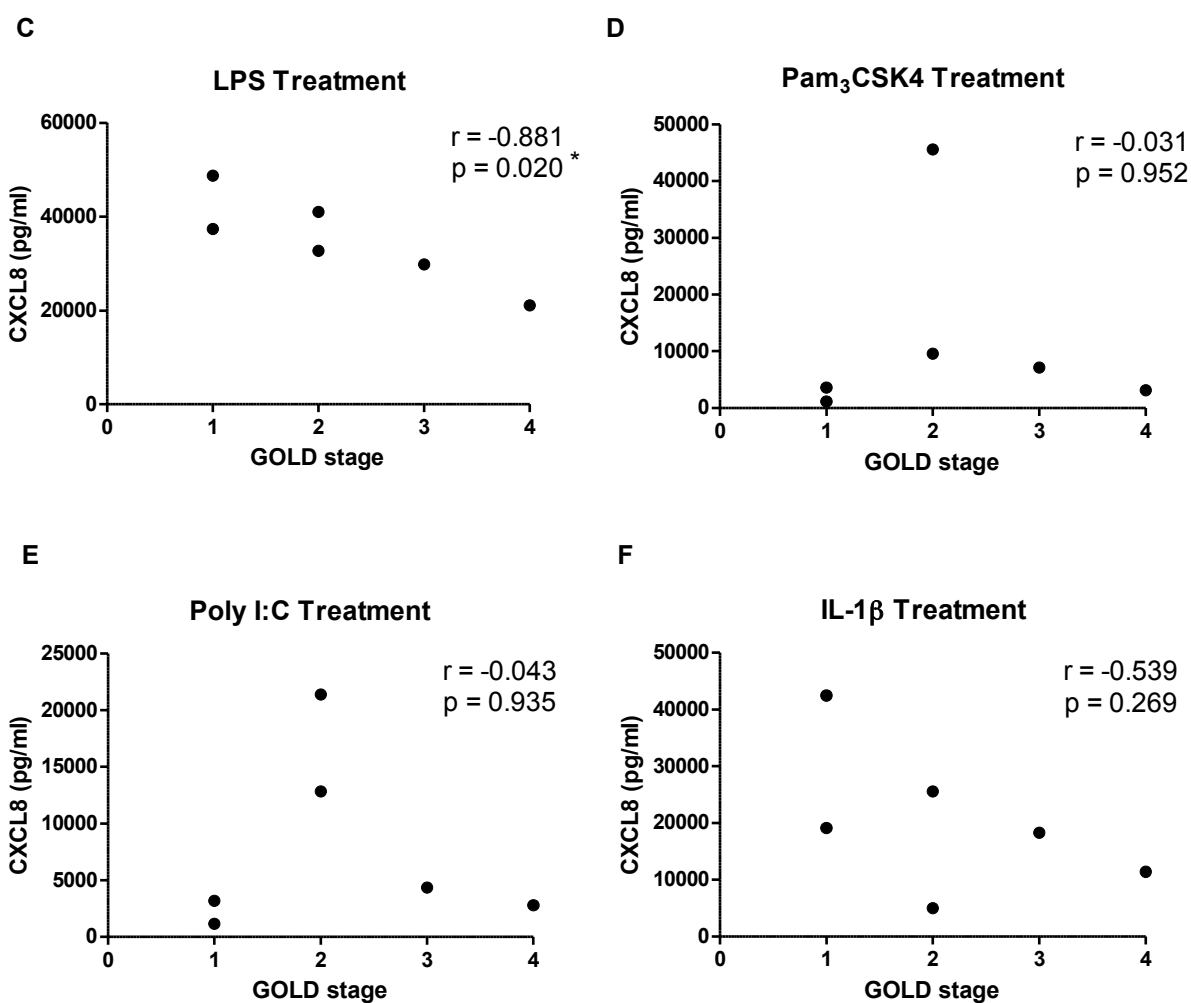 C
LPS Treatment
r = -0.881
p = 0.020 *
60000
40000
20000
0
CXCL8 (pg/ml)
0 1 2 3 4
GOLD stage
D
Pam₃CSK4 Treatment
r = -0.031
p = 0.952
50000
40000
30000
20000
10000
0
CXCL8 (pg/ml)
0 1 2 3 4
GOLD stage
E
Poly I:C Treatment
r = -0.043
p = 0.935
25000
20000
15000
10000
5000
0
CXCL8 (pg/ml)
0 1 2 3 4
GOLD stage
F
IL-1β Treatment
r = -0.539
p = 0.269
50000
40000
30000
20000
10000
0
CXCL8 (pg/ml)
0 1 2 3 4
GOLD stage